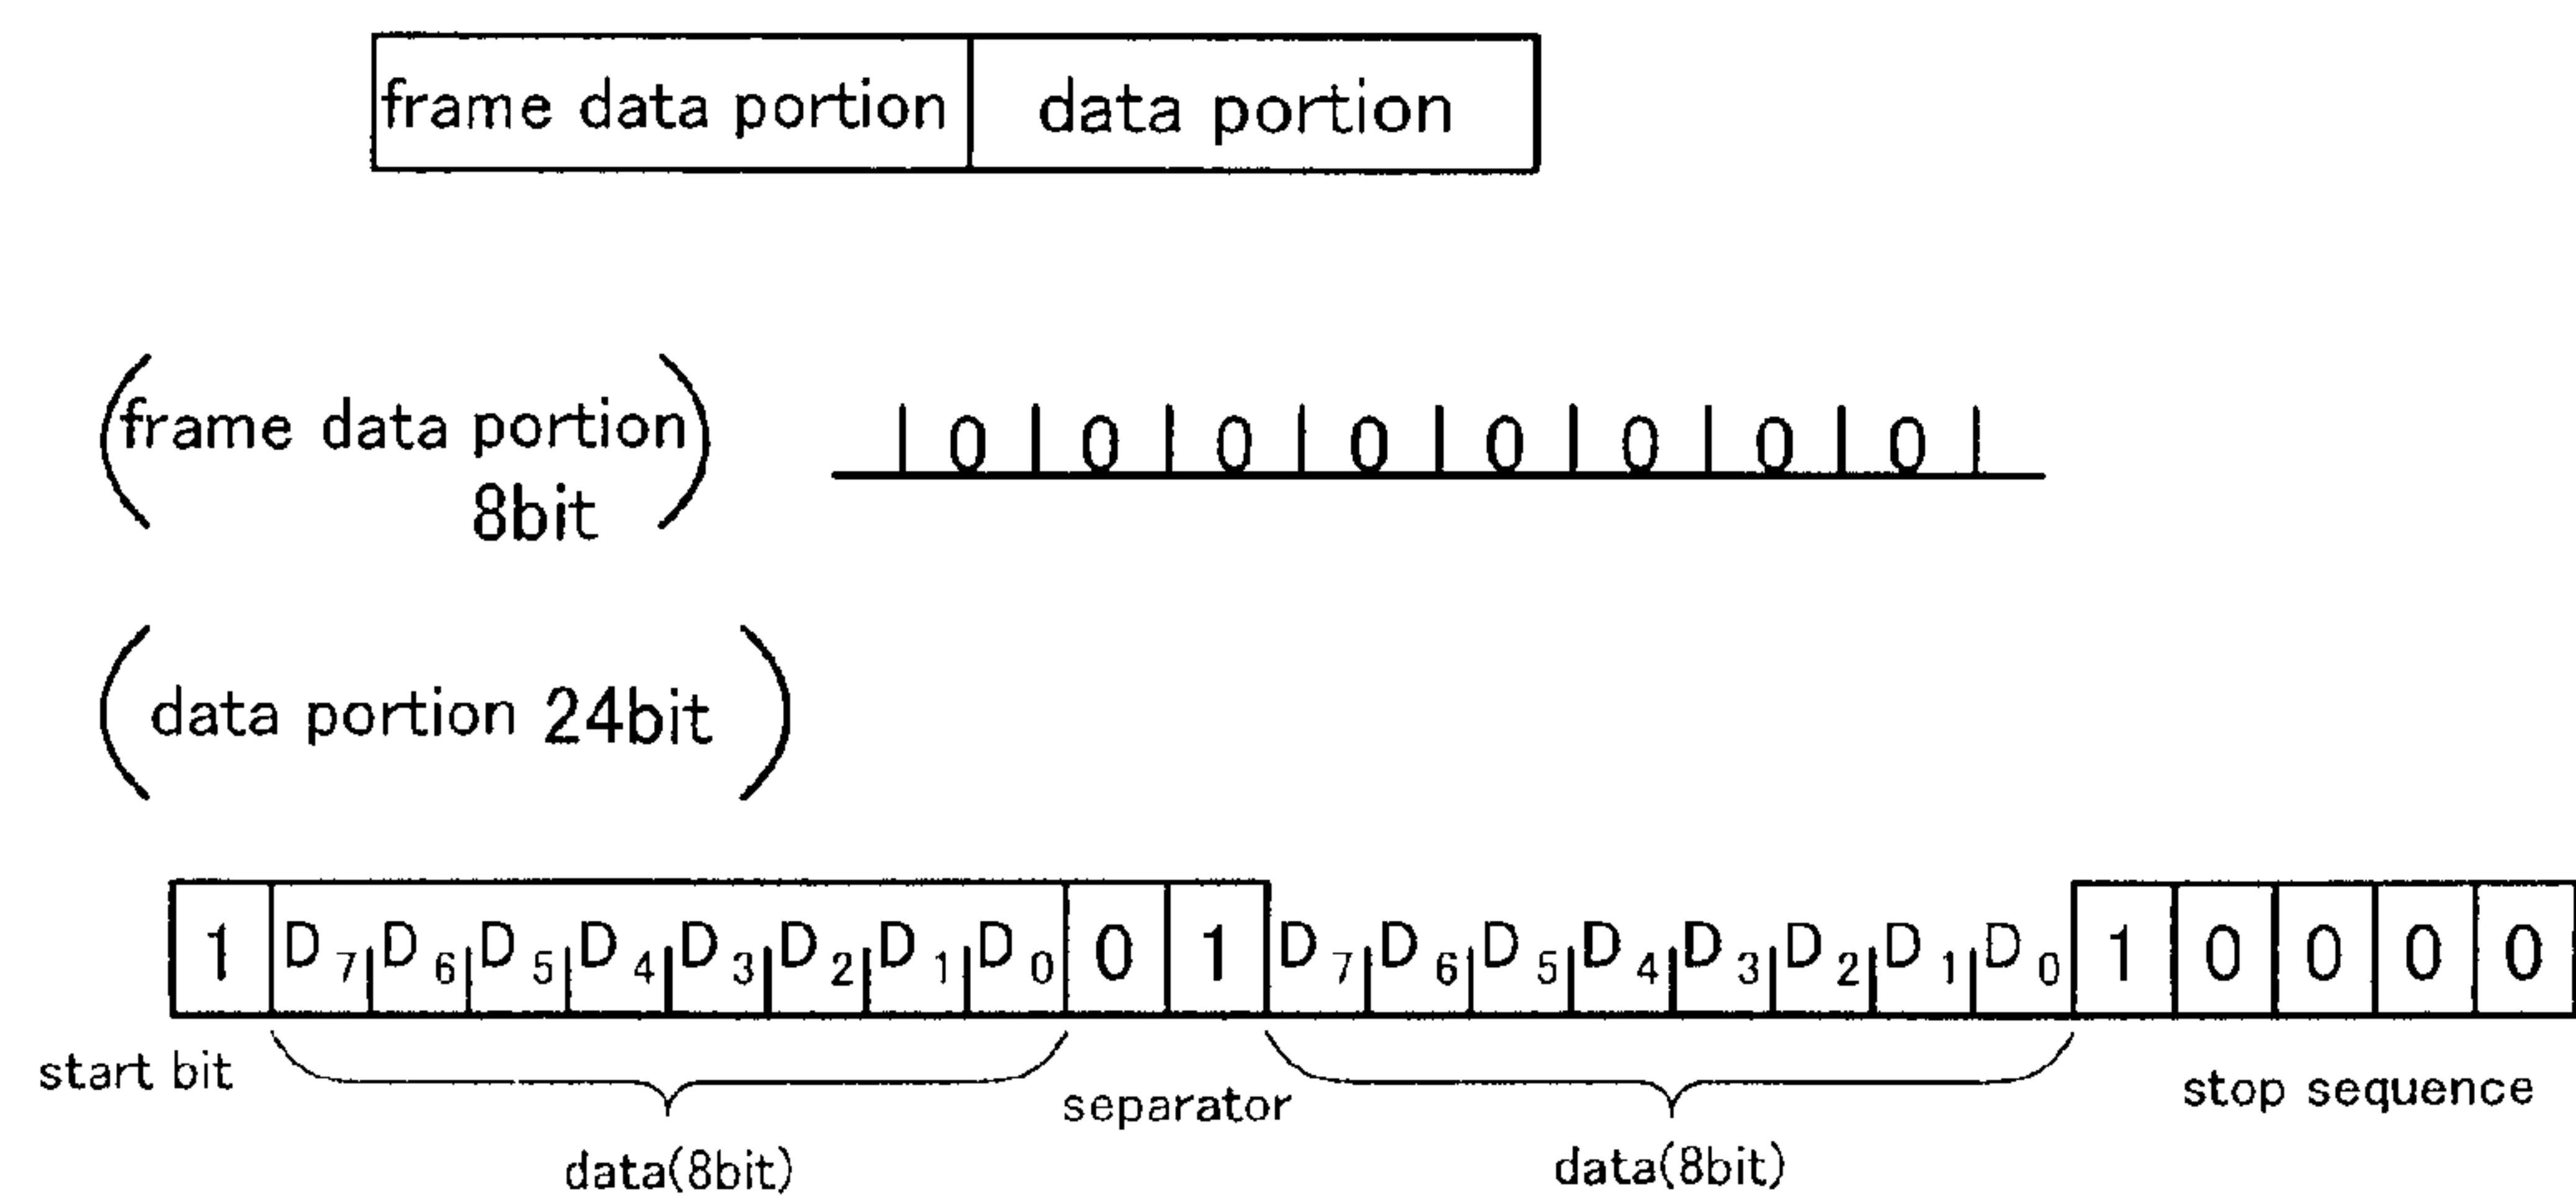 frame data portion data portion
frame data portion 0 0 0 0 0 0 0 0
8bit
data portion 24bit
1 D7 D6 D5 D4 D3 D2 D1 D0 0 1 D7 D6 D5 D4 D3 D2 D1 D0 1 0 0 0 0
start bit separator stop sequence
data(8bit) data(8bit)